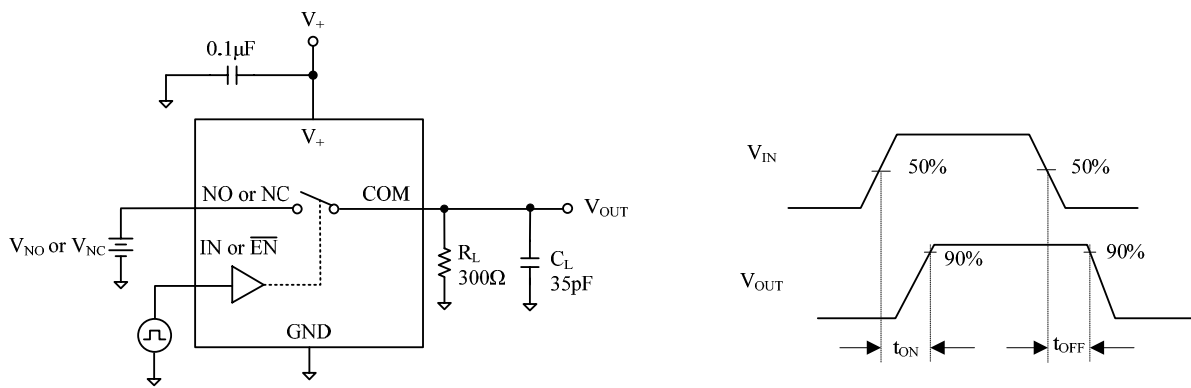 V+
0.1μF
V+
NO or NC
COM
VOUT
VNO or VNC
IN or E̅N̅
RL
300Ω
CL
35pF
GND
VIN
50%
50%
VOUT
90%
90%
tON
tOFF